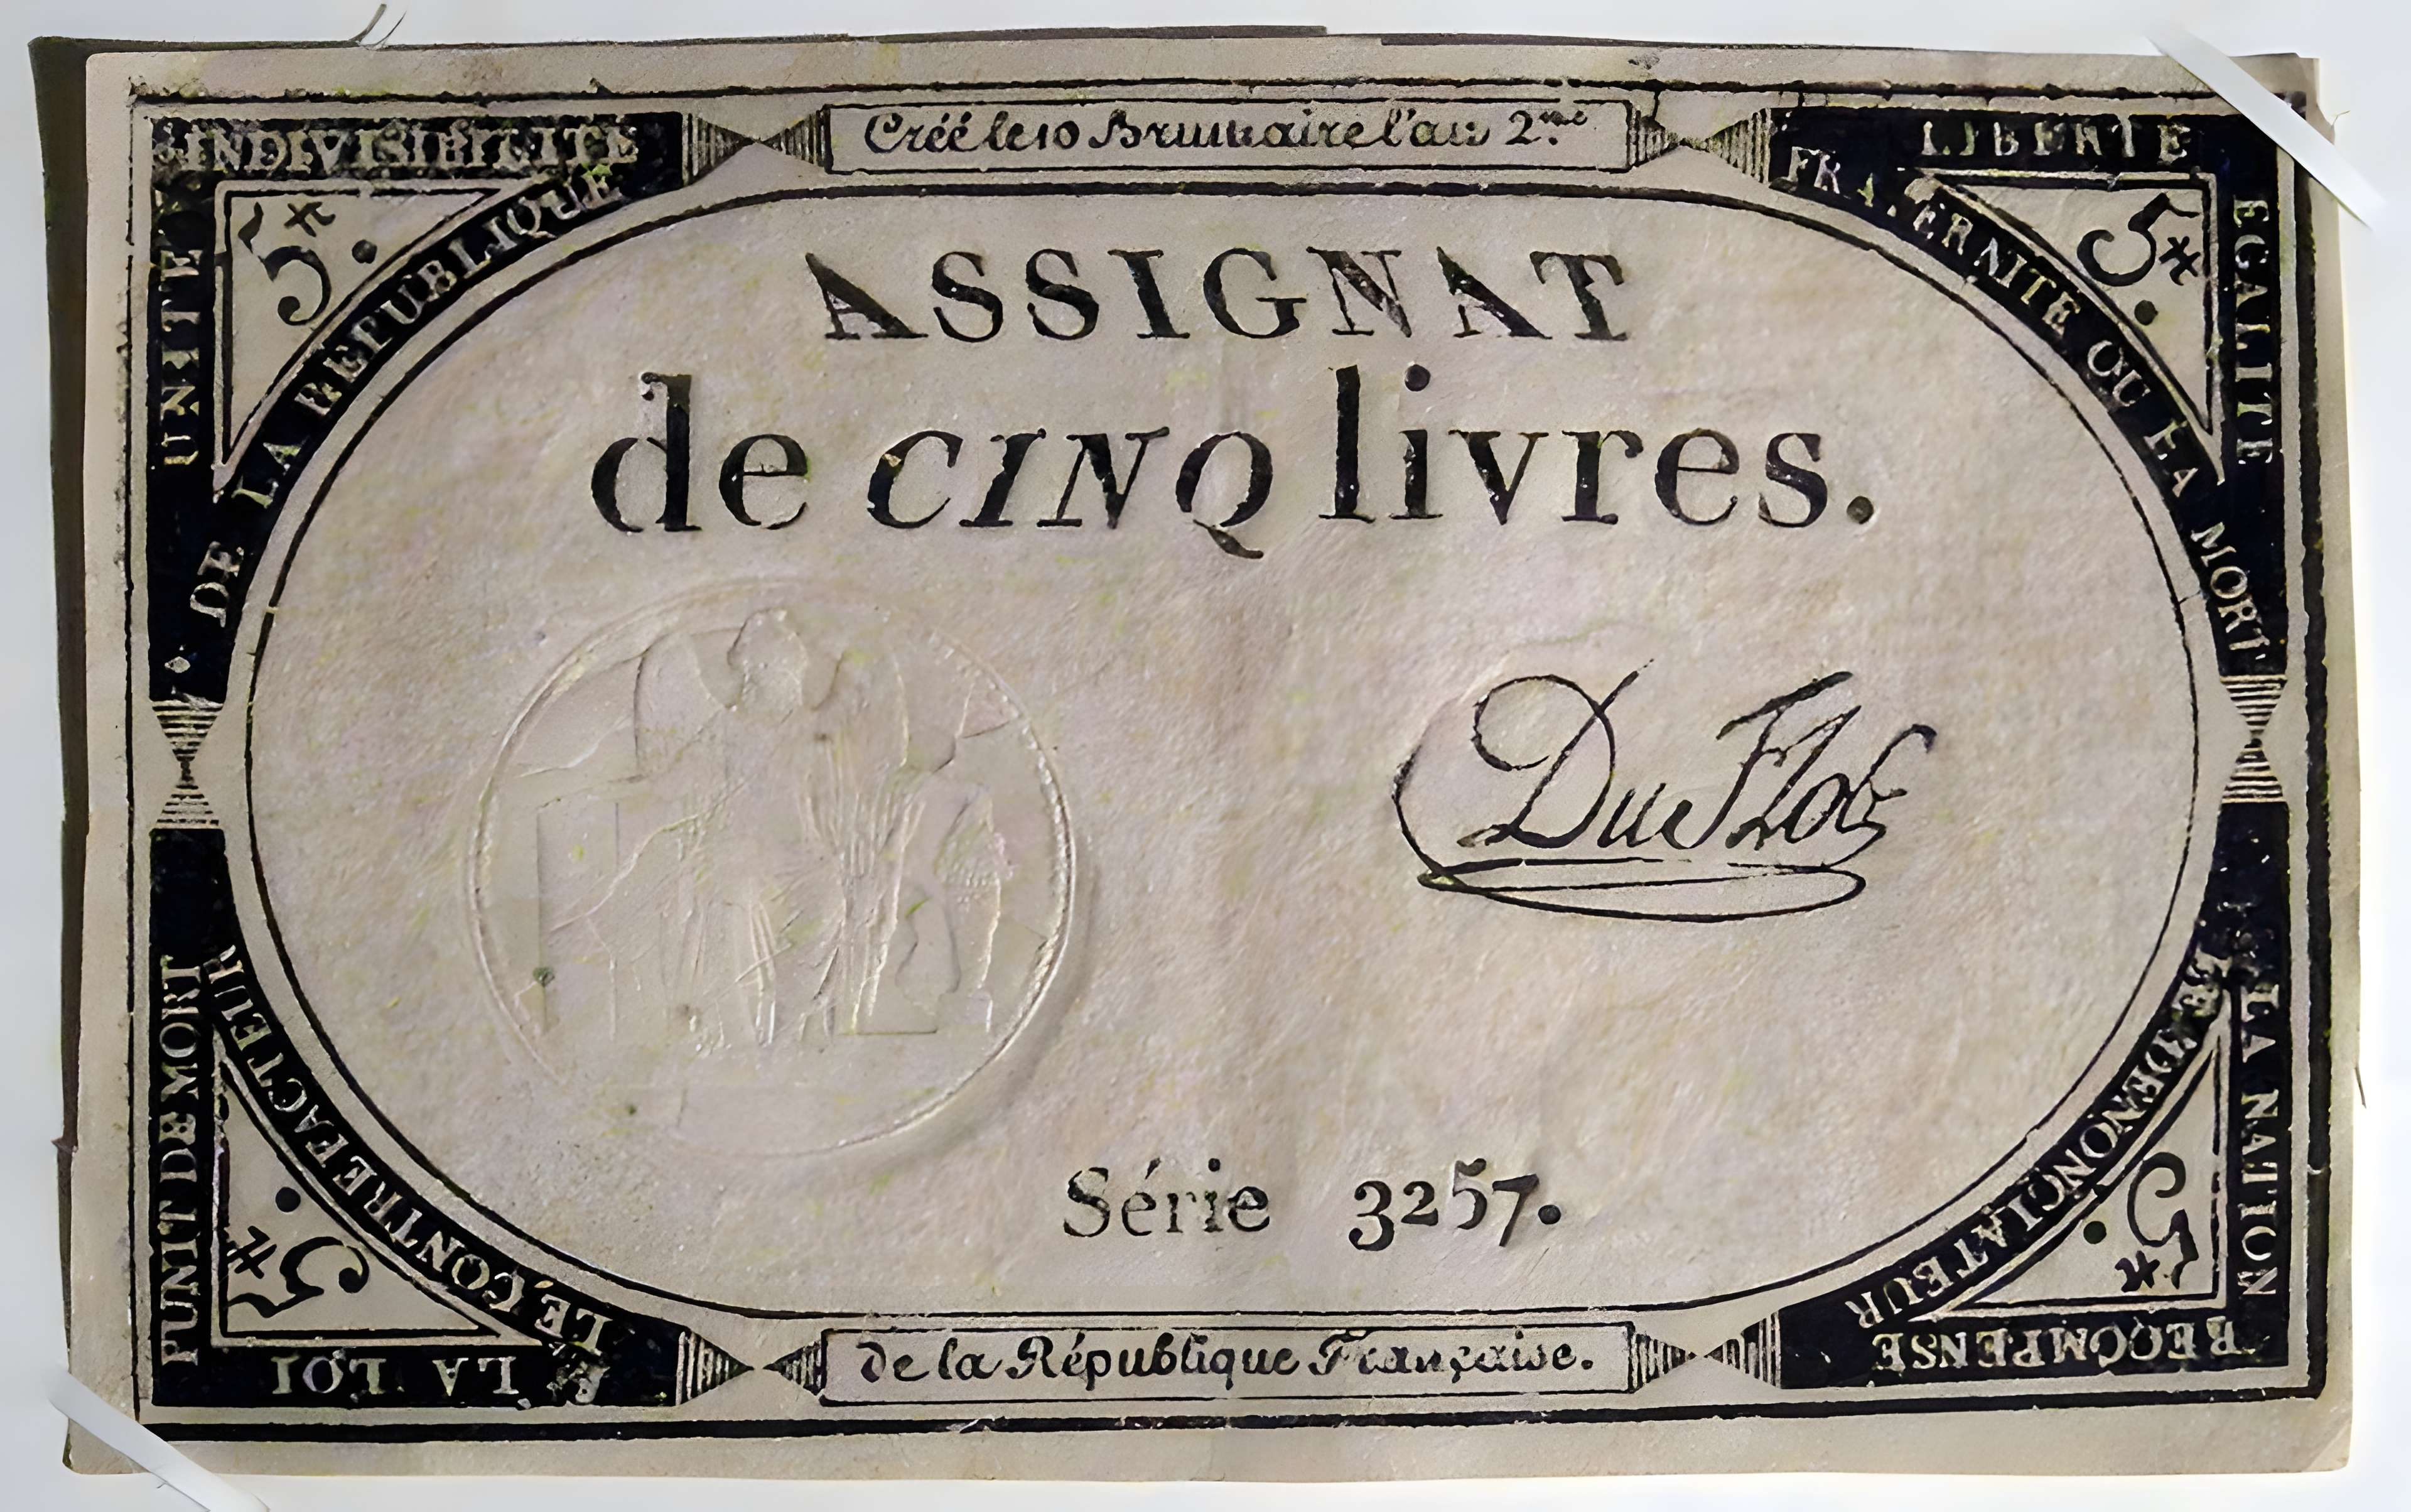 Créé le 10 Brumaire l'an 2.me
UNITE
& INDIVISIBILITE
DE LA REPUBLIQUE
LIBERTE
EGALITE
FRATERNITE OU LA MORT
5.#
5.#
ASSIGNAT
de CINQ livres.
Série 3257.
LA LOI
PUNIT DE MORT
LE CONTREFACTEUR
LA NATION
RECOMPENSE
LE DENONCIATEUR
5.#
5.#
de la République Française.